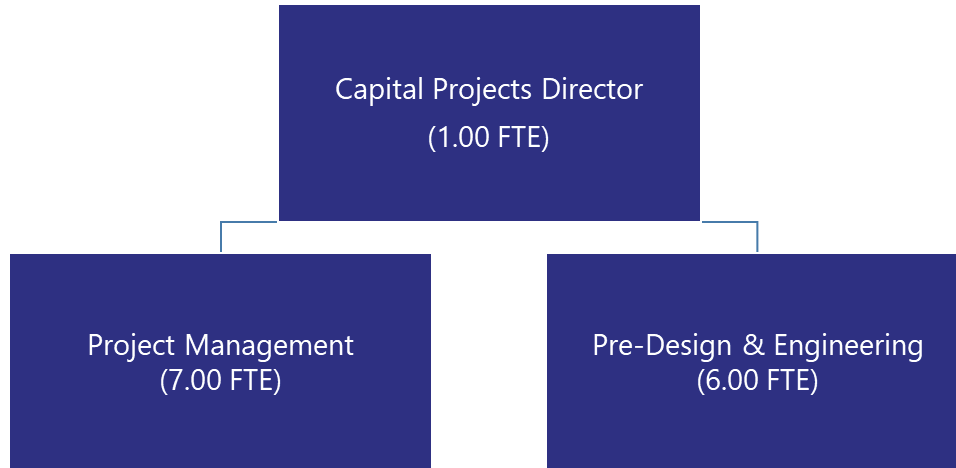 Capital Projects Director
(1.00 FTE)
Project Management
(7.00 FTE)
Pre-Design & Engineering
(6.00 FTE)